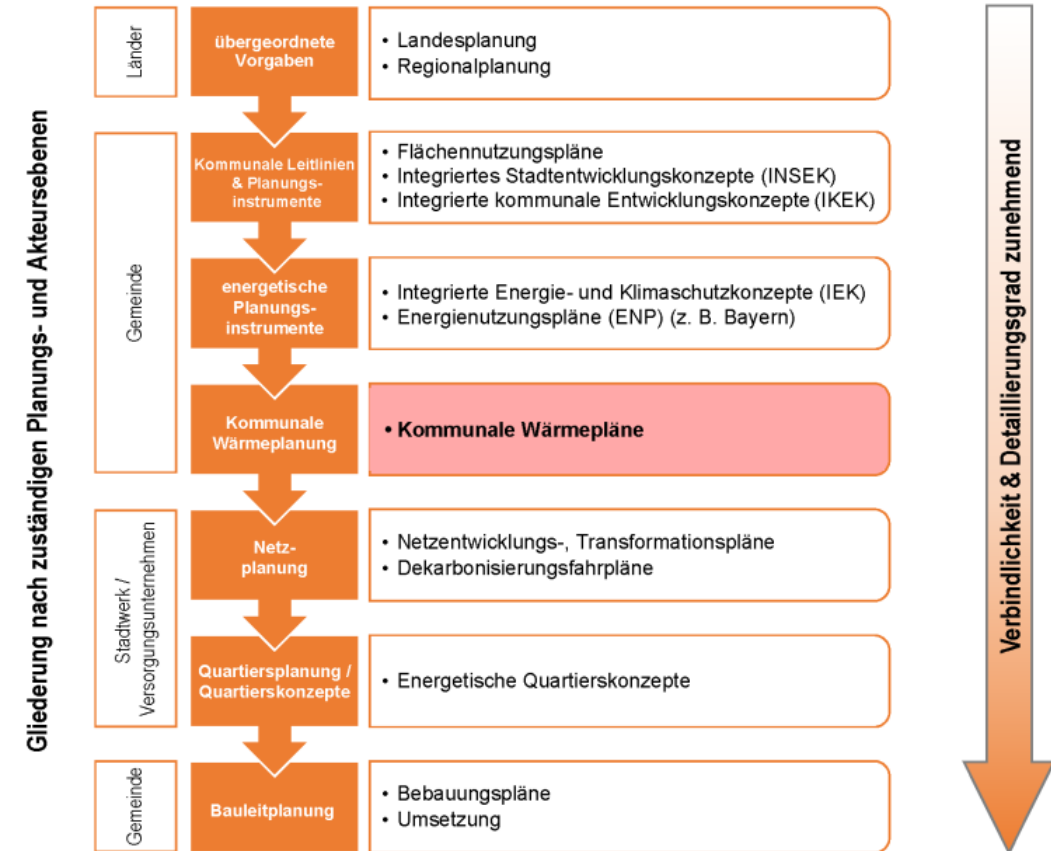 Gliederung nach zuständigen Planungs- und Akteursebenen
Länder
übergeordnete
Vorgaben
• Landesplanung
• Regionalplanung
Gemeinde
Kommunale Leitlinien
& Planungs-
instrumente
• Flächennutzungspläne
• Integriertes Stadtentwicklungskonzepte (INSEK)
• Integrierte kommunale Entwicklungskonzepte (IKEK)
energetische
Planungs-
instrumente
• Integrierte Energie- und Klimaschutzkonzepte (IEK)
• Energienutzungspläne (ENP) (z. B. Bayern)
Kommunale
Wärmeplanung
• Kommunale Wärmepläne
Stadtwerk /
Versorgungsunternehmen
Netz-
planung
• Netzentwicklungs-, Transformationspläne
• Dekarbonisierungsfahrpläne
Quartiersplanung /
Quartierskonzepte
• Energetische Quartierskonzepte
Gemeinde
Bauleitplanung
• Bebauungspläne
• Umsetzung
Verbindlichkeit & Detaillierungsgrad zunehmend